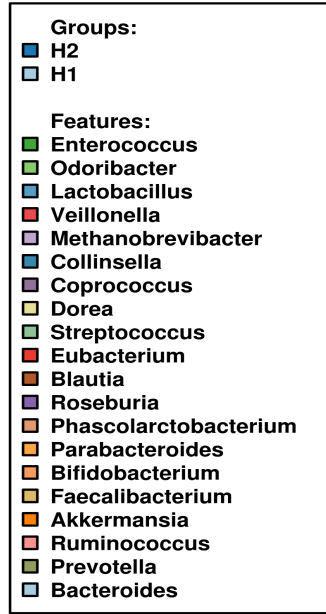 Groups:
H2
H1
Features:
Enterococcus
Odoribacter
Lactobacillus
Veillonella
Methanobrevibacter
Collinsella
Coprococcus
Dorea
Streptococcus
Eubacterium
Blautia
Roseburia
Phascolarctobacterium
Parabacteroides
Bifidobacterium
Faecalibacterium
Akkermansia
Ruminococcus
Prevotella
Bacteroides